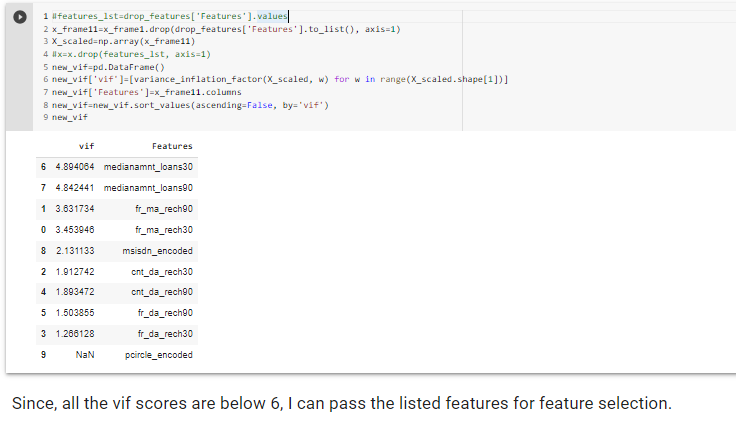 1 #features_lst=drop_features['Features'].values
2 x_frame11=x_frame1.drop(drop_features['Features'].to_list(), axis=1)
3 X_scaled=np.array(x_frame11)
4 #x=x.drop(features_lst, axis=1)
5 new_vif=pd.DataFrame()
6 new_vif['vif']=[variance_inflation_factor(X_scaled, w) for w in range(X_scaled.shape[1])]
7 new_vif['Features']=x_frame11.columns
8 new_vif=new_vif.sort_values(ascending=False, by='vif')
9 new_vif
vif Features
6 4.894064 medianamnt_loans30
7 4.842441 medianamnt_loans90
1 3.631734 fr_ma_rech90
0 3.453946 fr_ma_rech30
8 2.131133 msisdn_encoded
2 1.912742 cnt_da_rech30
4 1.893472 cnt_da_rech90
5 1.503855 fr_da_rech90
3 1.266128 fr_da_rech30
9 NaN pcircle_encoded
Since, all the vif scores are below 6, I can pass the listed features for feature selection.